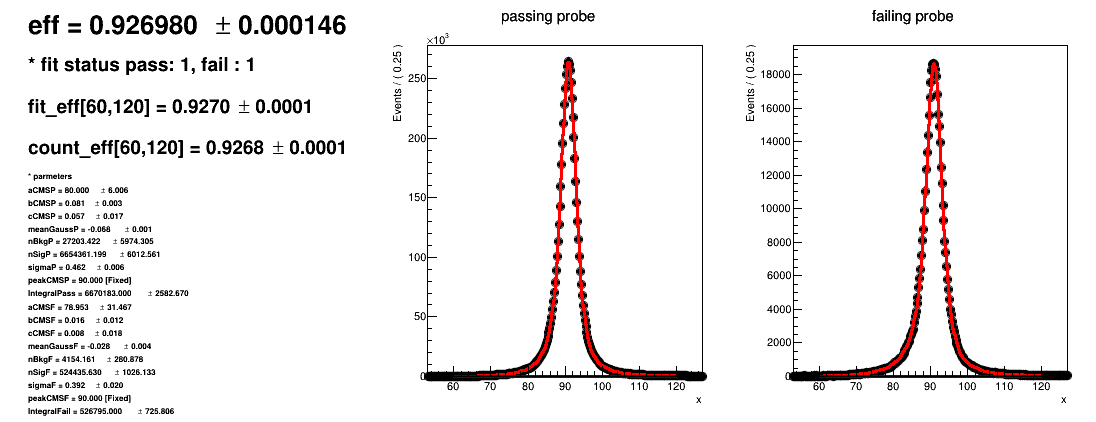 eff = 0.926980 ± 0.000146
* fit status pass: 1, fail : 1
fit_eff[60,120] = 0.9270 ± 0.0001
count_eff[60,120] = 0.9268 ± 0.0001
* parmeters
aCMSP = 80.000 ± 6.006
bCMSP = 0.081 ± 0.003
cCMSP = 0.057 ± 0.017
meanGaussP = -0.068 ± 0.001
nBkgP = 27203.422 ± 5974.305
nSigP = 6654361.199 ± 6012.561
sigmaP = 0.462 ± 0.006
peakCMSP = 90.000 [Fixed]
IntegralPass = 6670183.000 ± 2582.670
aCMSF = 78.953 ± 31.467
bCMSF = 0.016 ± 0.012
cCMSF = 0.008 ± 0.018
meanGaussF = -0.028 ± 0.004
nBkgF = 4154.161 ± 280.878
nSigF = 524435.630 ± 1026.133
sigmaF = 0.392 ± 0.020
peakCMSF = 90.000 [Fixed]
IntegralFail = 526795.000 ± 725.806
passing probe
×10³
Events / ( 0.25 )
250
200
150
100
50
0
60 70 80 90 100 110 120
x
failing probe
Events / ( 0.25 )
18000
16000
14000
12000
10000
8000
6000
4000
2000
0
60 70 80 90 100 110 120
x